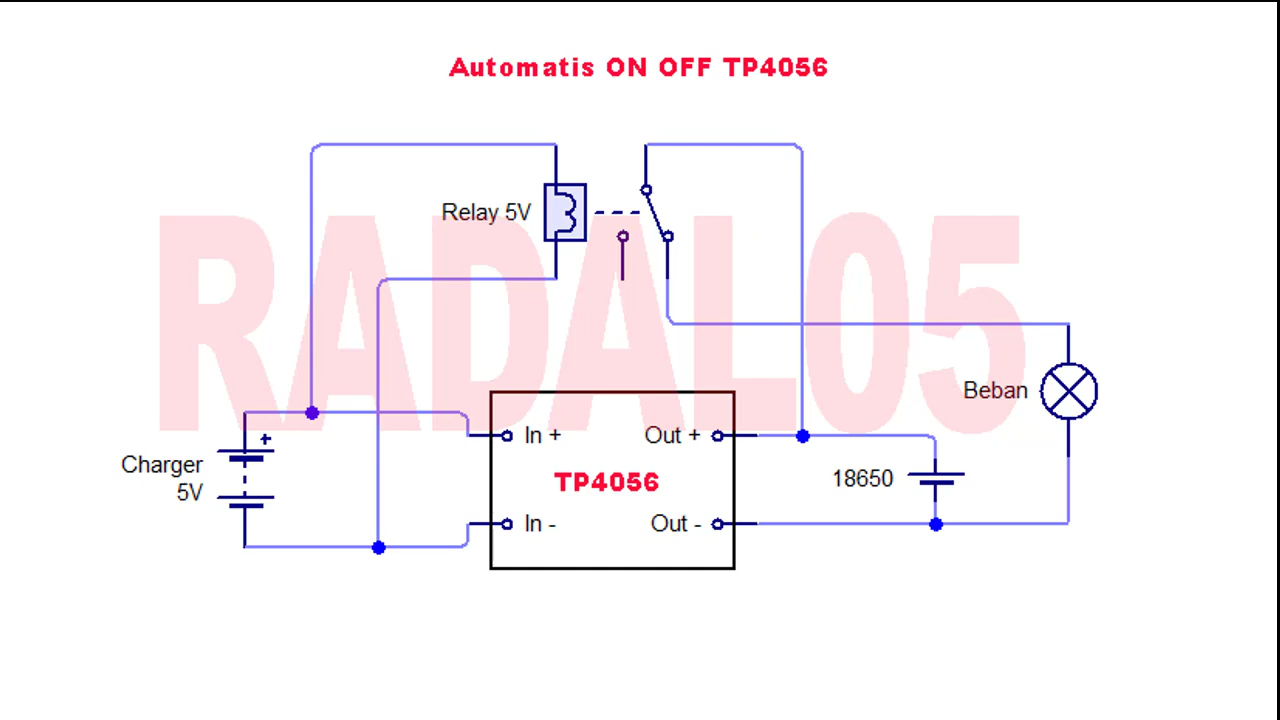 Automatis ON OFF TP4056
Relay 5V
RADAL05
Beban
Charger
5V
+
In +
Out +
TP4056
18650
In -
Out -